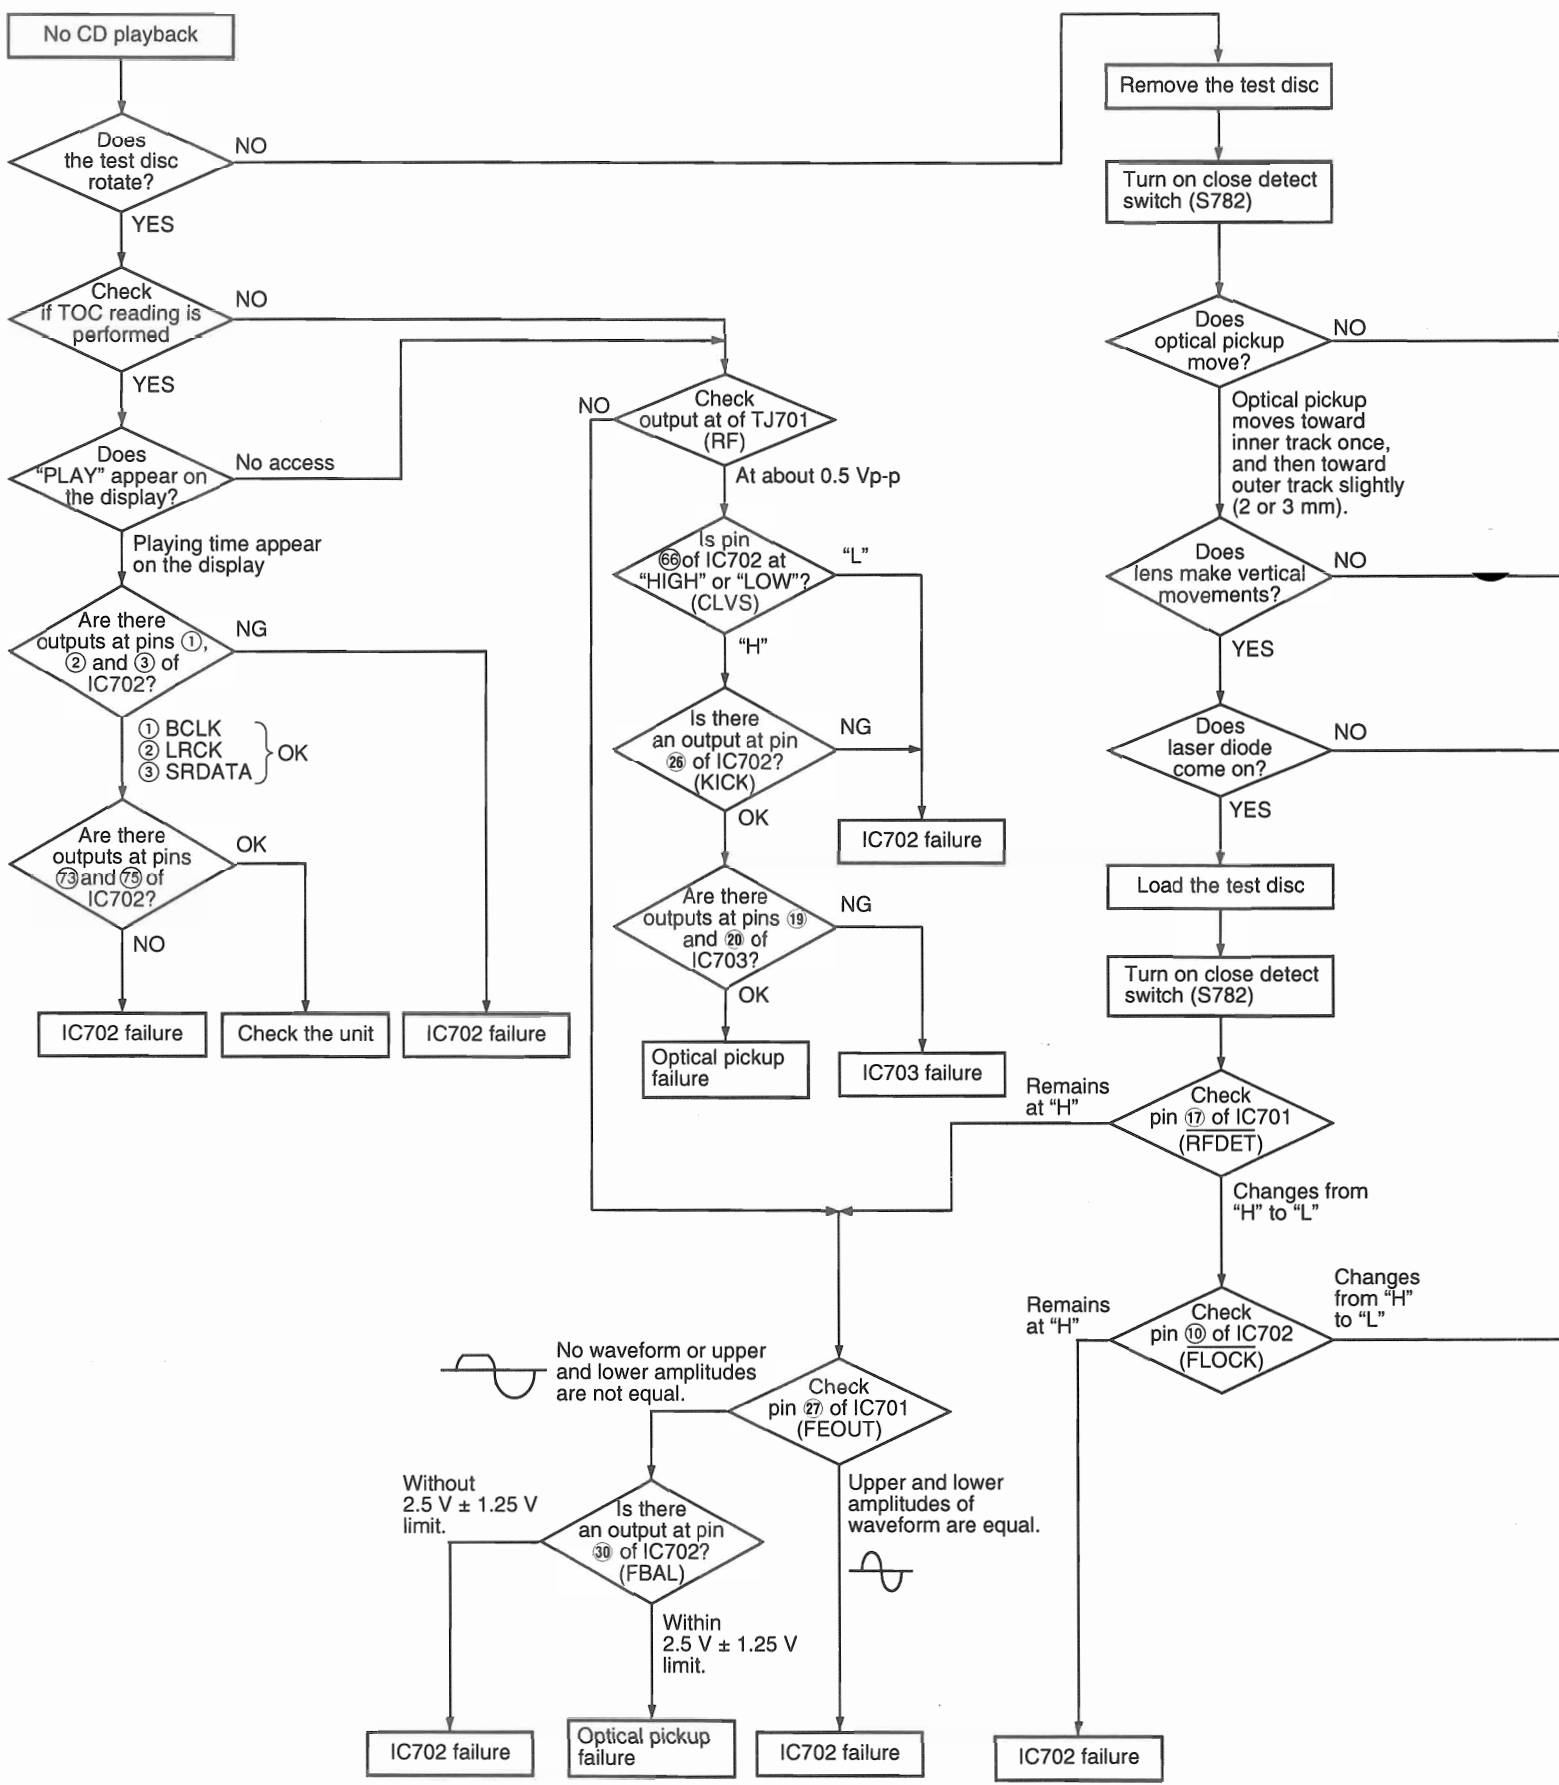 No CD playback
Does
the test disc
rotate?
NO
YES
Check
if TOC reading is
performed
NO
YES
Does
“PLAY” appear on
the display?
No access
Playing time appear
on the display
Are there
outputs at pins ①,
② and ③ of
IC702?
NG
① BCLK
② LRCK
③ SRDATA
OK
Are there
outputs at pins
73 and 75 of
IC702?
OK
NO
IC702 failure
Check the unit
IC702 failure
Check
output at of TJ701
(RF)
NO
At about 0.5 Vp-p
Is pin
66 of IC702 at
“HIGH” or “LOW”?
(CLVS)
“L”
“H”
Is there
an output at pin
㉖ of IC702?
(KICK)
NG
OK
IC702 failure
Are there
outputs at pins ⑲
and ⑳ of
IC703?
NG
OK
Optical pickup
failure
IC703 failure
Remove the test disc
Turn on close detect
switch (S782)
Does
optical pickup
move?
NO
Optical pickup
moves toward
inner track once,
and then toward
outer track slightly
(2 or 3 mm).
Does
lens make vertical
movements?
NO
YES
Does
laser diode
come on?
NO
YES
Load the test disc
Turn on close detect
switch (S782)
Check
pin ⑰ of IC701
(RFDET)
Remains
at “H”
Changes from
“H” to “L”
Check
pin ⑩ of IC702
(FLOCK)
Remains
at “H”
Changes
from “H”
to “L”
Check
pin ㉗ of IC701
(FEOUT)
No waveform or upper
and lower amplitudes
are not equal.
Upper and lower
amplitudes of
waveform are equal.
Is there
an output at pin
㉚ of IC702?
(FBAL)
Without
2.5 V ± 1.25 V
limit.
Within
2.5 V ± 1.25 V
limit.
IC702 failure
Optical pickup
failure
IC702 failure
IC702 failure